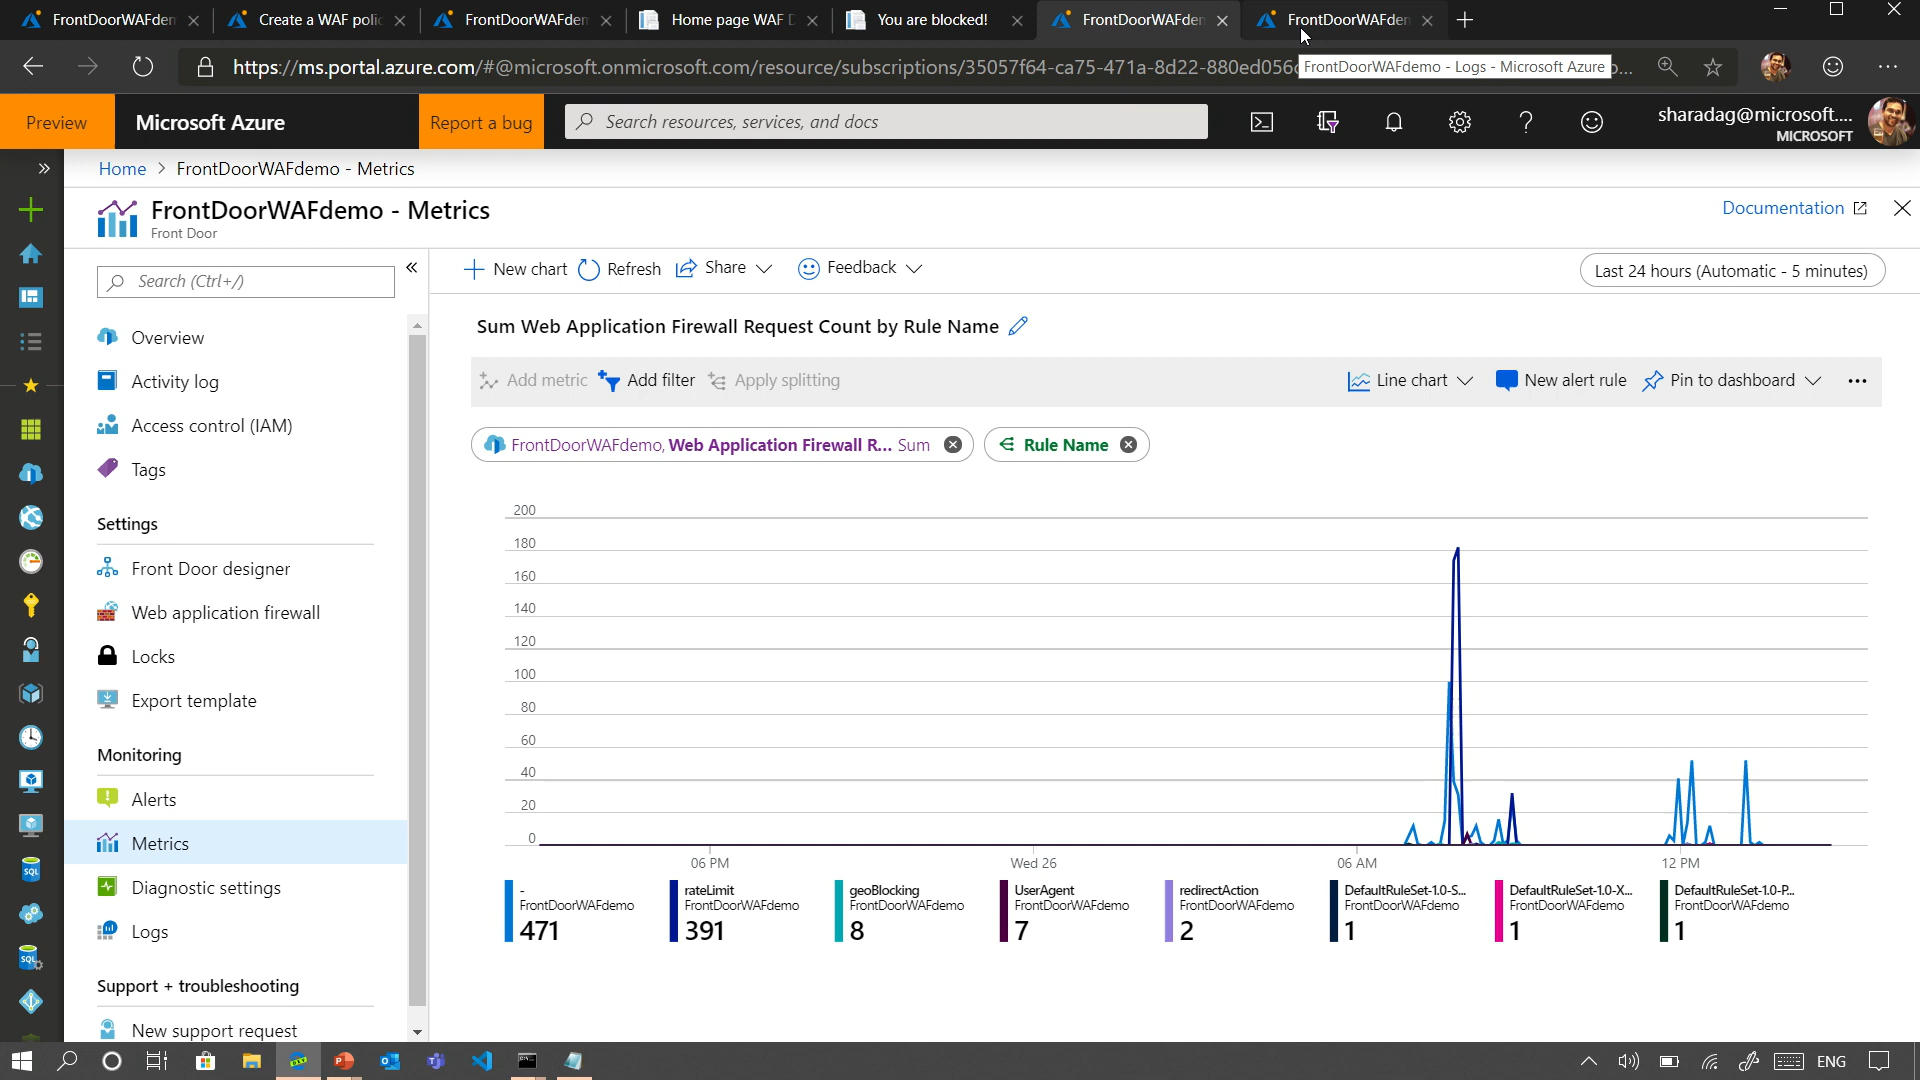 FrontDoorWAFden
Create a WAF polic
FrontDoorWAFden
Home page WAF D
You are blocked!
FrontDoorWAFden
FrontDoorWAFden
https://ms.portal.azure.com/#@microsoft.onmicrosoft.com/resource/subscriptions/35057f64-ca75-471a-8d22-880ed056
FrontDoorWAFdemo - Logs - Microsoft Azure
Preview
Microsoft Azure
Report a bug
Search resources, services, and docs
sharadag@microsoft....
MICROSOFT
Home > FrontDoorWAFdemo - Metrics
FrontDoorWAFdemo - Metrics
Front Door
Documentation
Search (Ctrl+/)
Overview
Activity log
Access control (IAM)
Tags
Settings
Front Door designer
Web application firewall
Locks
Export template
Monitoring
Alerts
Metrics
Diagnostic settings
Logs
Support + troubleshooting
New support request
New chart
Refresh
Share
Feedback
Last 24 hours (Automatic - 5 minutes)
Sum Web Application Firewall Request Count by Rule Name
Add metric
Add filter
Apply splitting
Line chart
New alert rule
Pin to dashboard
FrontDoorWAFdemo, Web Application Firewall R... Sum
Rule Name
200
180
160
140
120
100
80
60
40
20
0
06 PM
Wed 26
06 AM
12 PM
-
FrontDoorWAFdemo
471
rateLimit
FrontDoorWAFdemo
391
geoBlocking
FrontDoorWAFdemo
8
UserAgent
FrontDoorWAFdemo
7
redirectAction
FrontDoorWAFdemo
2
DefaultRuleSet-1.0-S...
FrontDoorWAFdemo
1
DefaultRuleSet-1.0-X...
FrontDoorWAFdemo
1
DefaultRuleSet-1.0-P...
FrontDoorWAFdemo
1
SQL
SQL
ENG